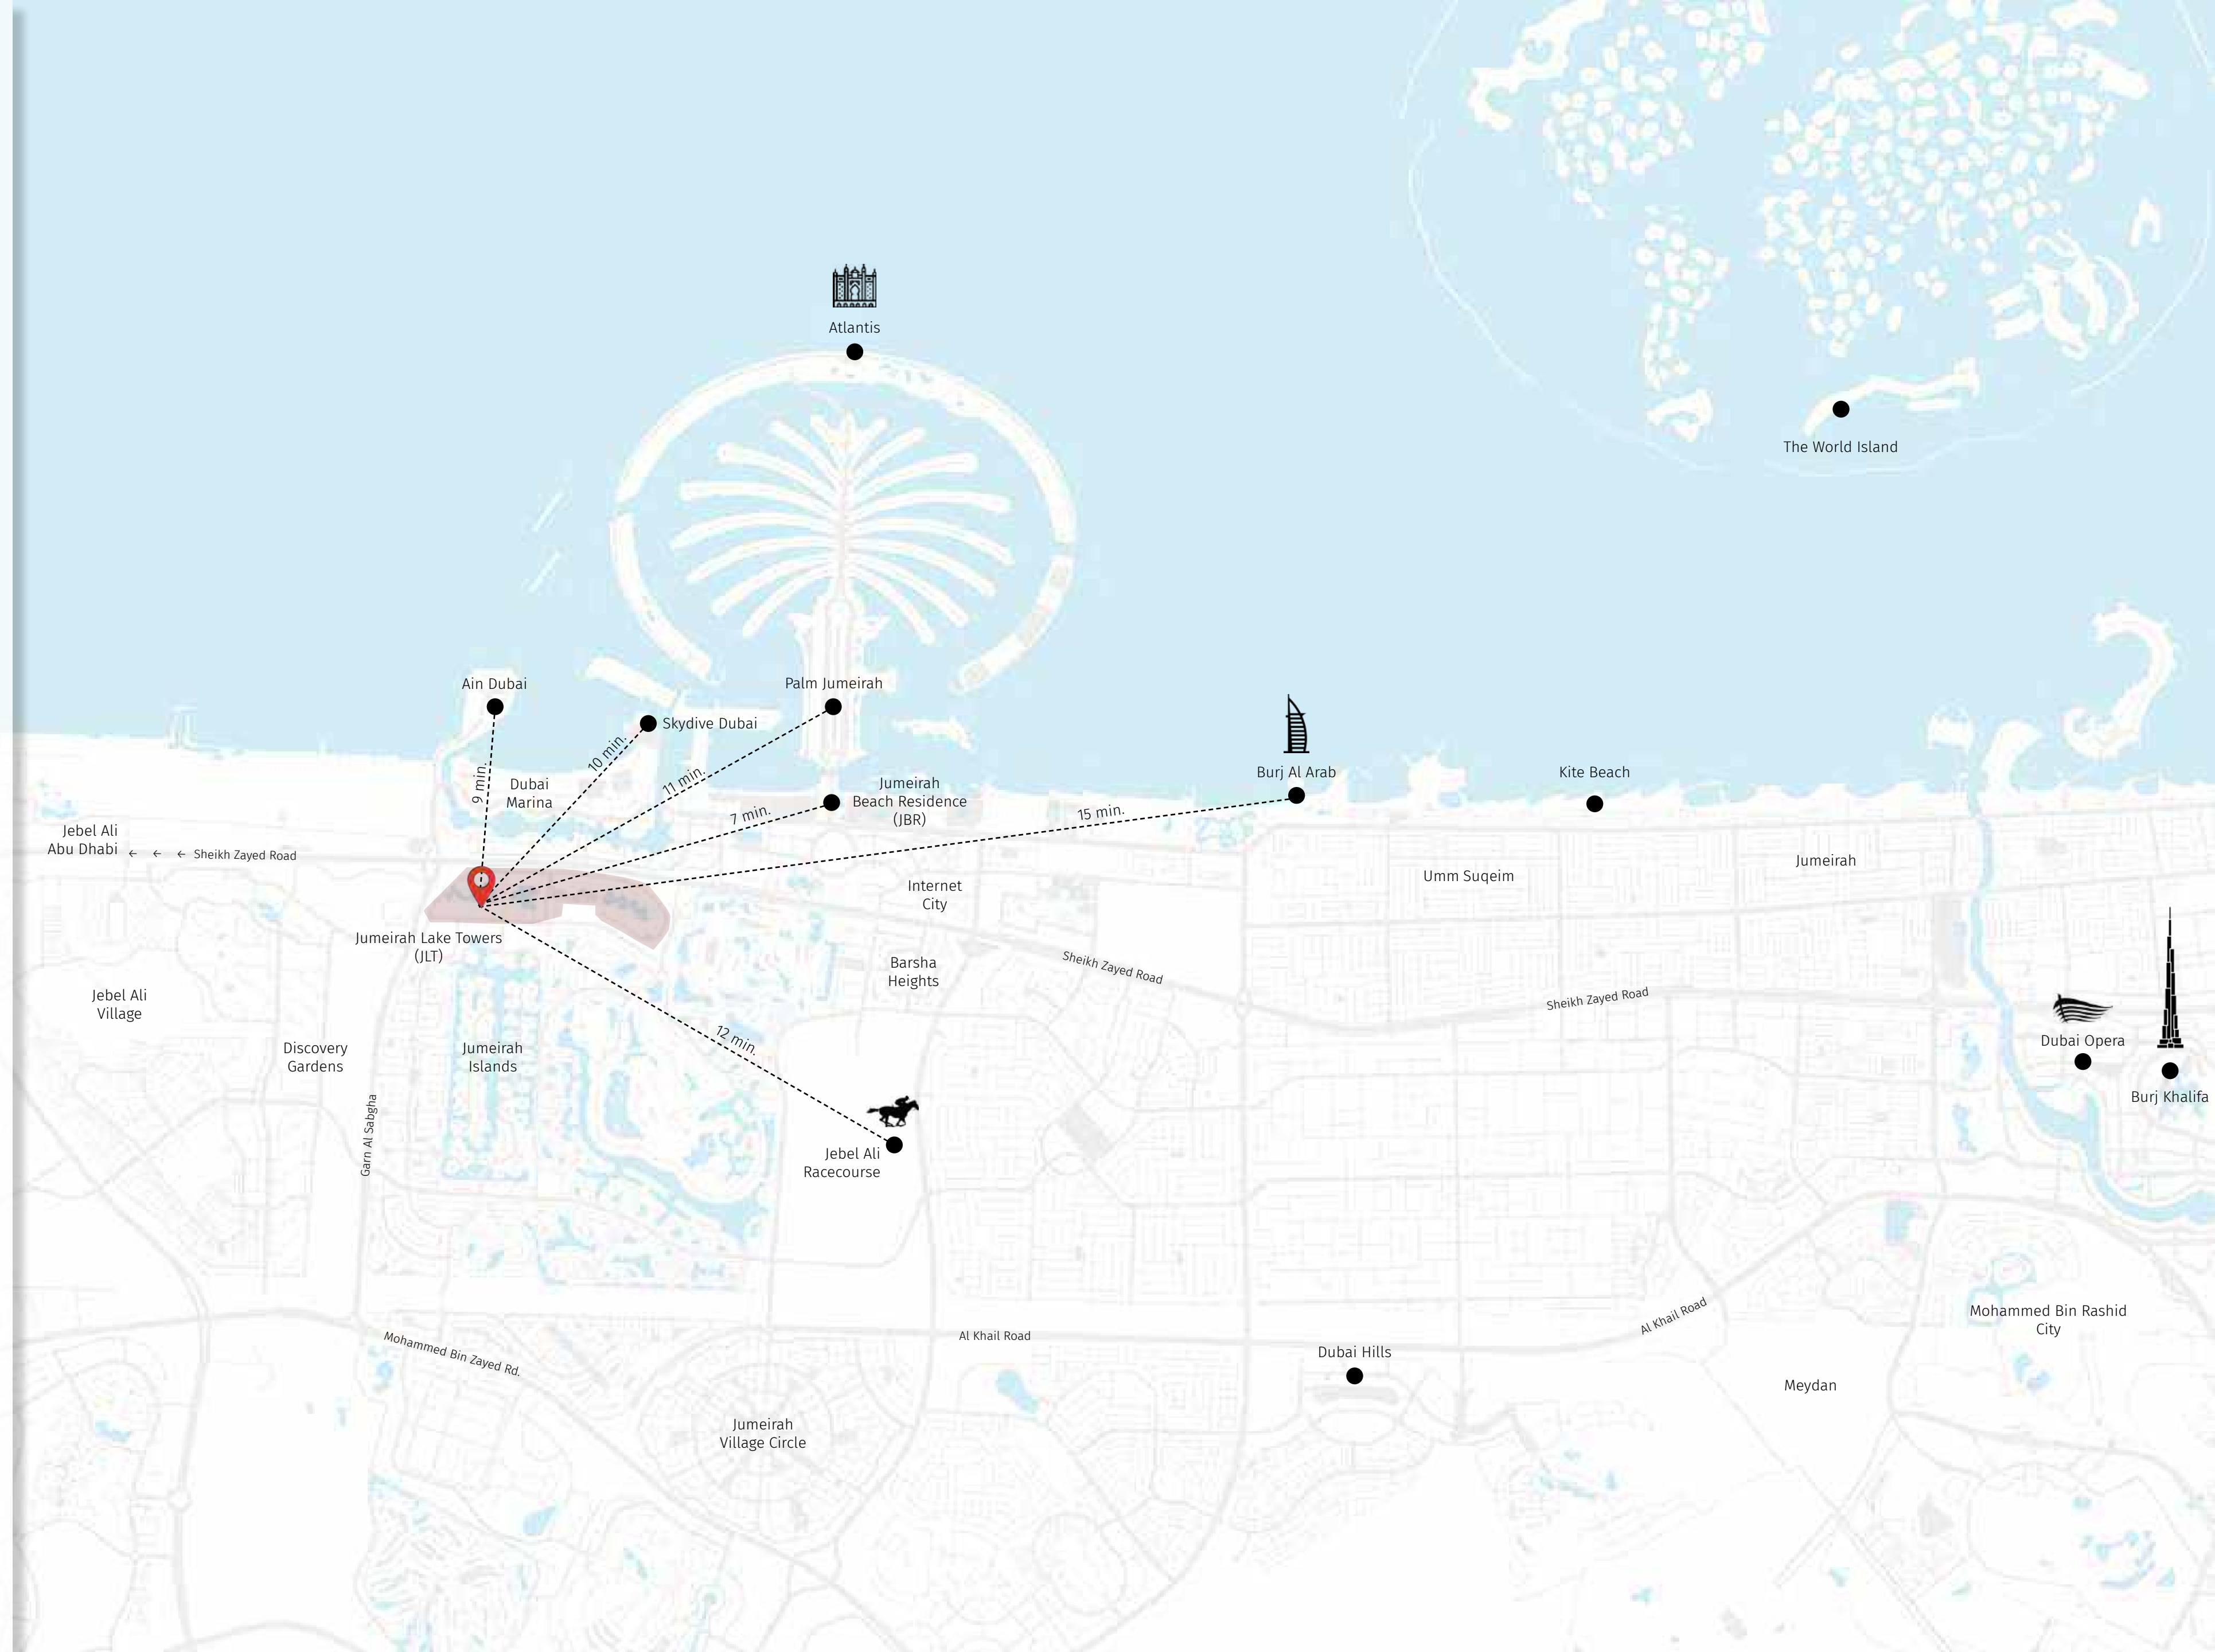 Atlantis
The World Island
Ain Dubai
Palm Jumeirah
Skydive Dubai
9 min.
10 min.
11 min.
7 min.
15 min.
Dubai
Marina
Jumeirah
Beach Residence
(JBR)
Burj Al Arab
Kite Beach
Jebel Ali
Abu Dhabi
← ← ← Sheikh Zayed Road
Jumeirah
Umm Suqeim
Internet
City
Jumeirah Lake Towers
(JLT)
Barsha
Heights
Sheikh Zayed Road
Sheikh Zayed Road
Jebel Ali
Village
Discovery
Gardens
Jumeirah
Islands
12 min.
Dubai Opera
Burj Khalifa
Garn Al Sabgha
Jebel Ali
Racecourse
Mohammed Bin Zayed Rd.
Al Khail Road
Al Khail Road
Mohammed Bin Rashid
City
Dubai Hills
Meydan
Jumeirah
Village Circle